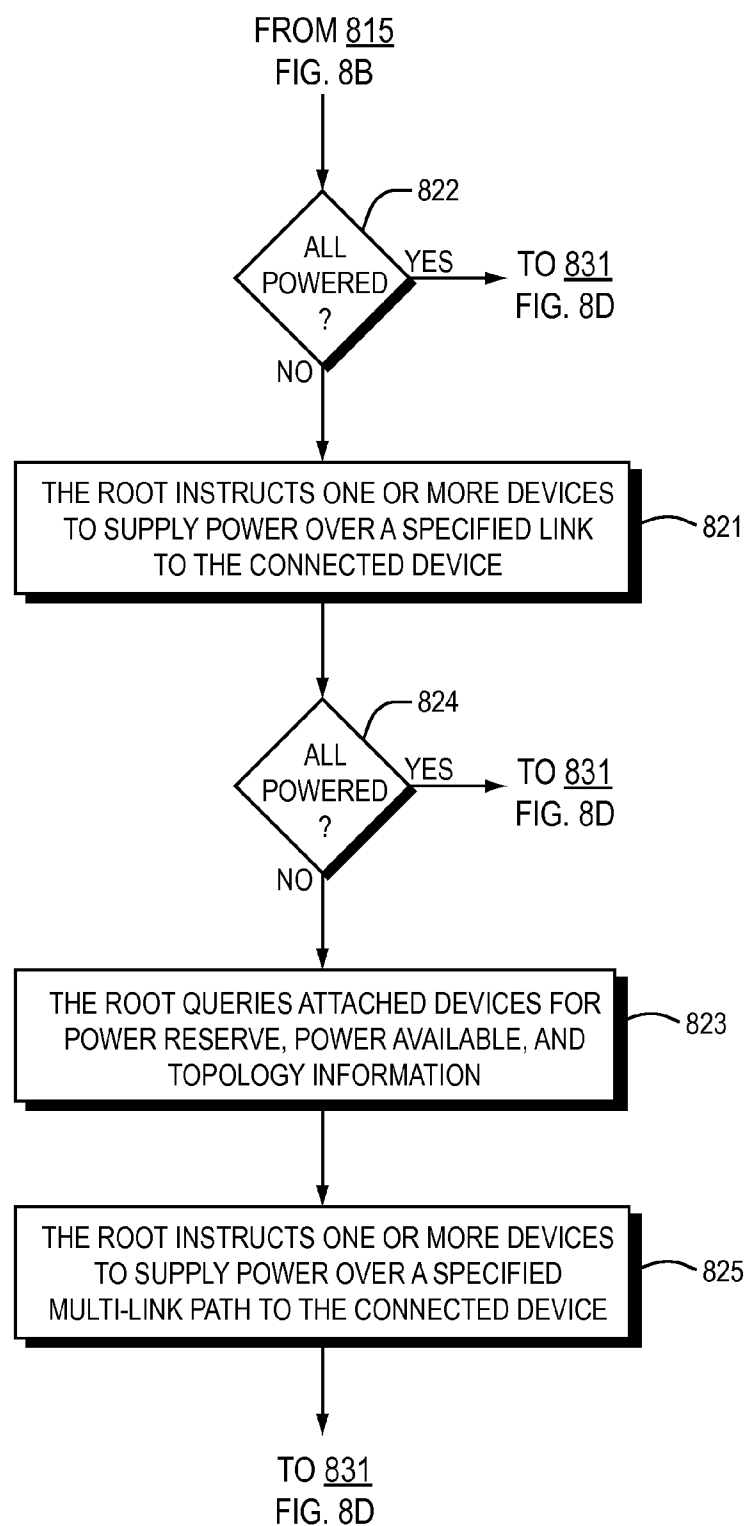 FROM 815
FIG. 8B
822
ALL
POWERED
?
YES
TO 831
FIG. 8D
NO
THE ROOT INSTRUCTS ONE OR MORE DEVICES
TO SUPPLY POWER OVER A SPECIFIED LINK
TO THE CONNECTED DEVICE
821
824
ALL
POWERED
?
YES
TO 831
FIG. 8D
NO
THE ROOT QUERIES ATTACHED DEVICES FOR
POWER RESERVE, POWER AVAILABLE, AND
TOPOLOGY INFORMATION
823
THE ROOT INSTRUCTS ONE OR MORE DEVICES
TO SUPPLY POWER OVER A SPECIFIED
MULTI-LINK PATH TO THE CONNECTED DEVICE
825
TO 831
FIG. 8D